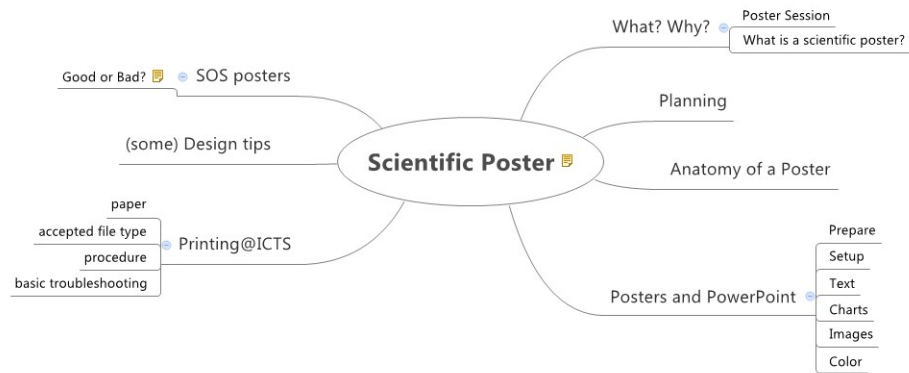 Scientific Poster
What? Why?
Poster Session
What is a scientific poster?
Planning
Anatomy of a Poster
Posters and PowerPoint
Prepare
Setup
Text
Charts
Images
Color
Printing@ICTS
paper
accepted file type
procedure
basic troubleshooting
(some) Design tips
SOS posters
Good or Bad?